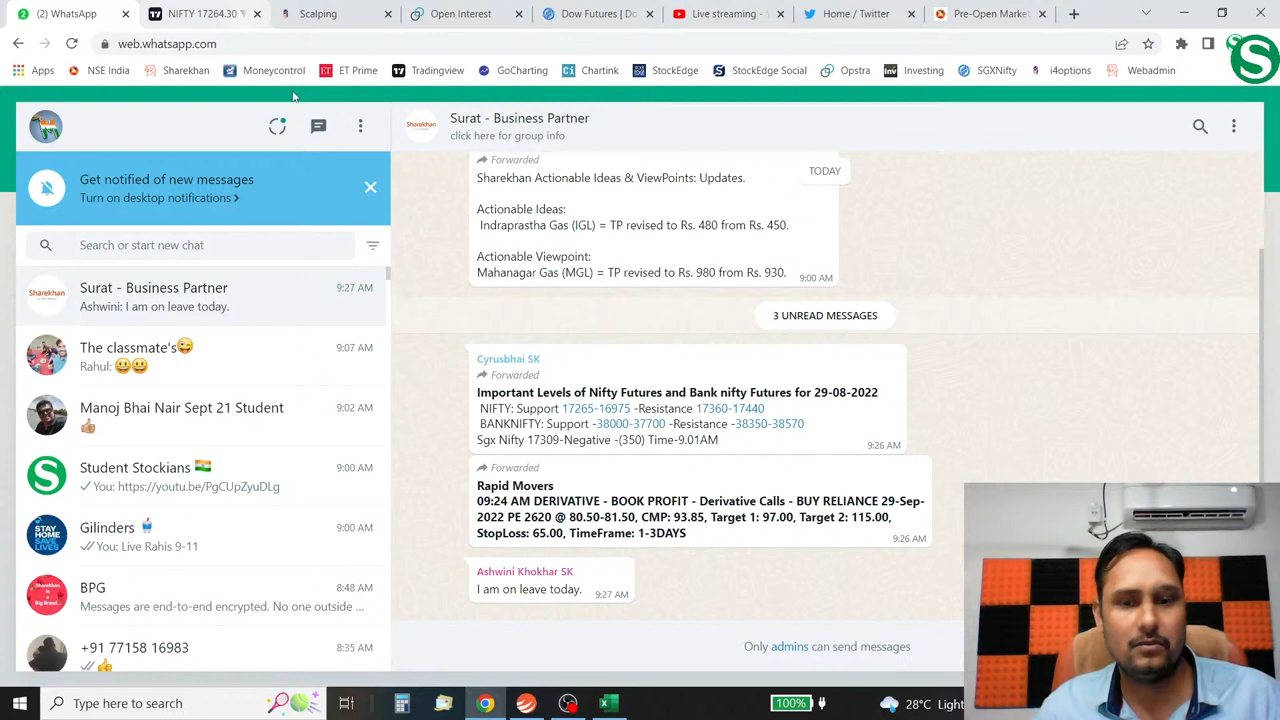 (2) WhatsApp
NIFTY 17264.30
Scalping
Open Interest
Dow Futures | Do
Live streaming - Y
Home / Twitter
Pre-Open Market
web.whatsapp.com
Apps
NSE India
Sharekhan
Moneycontrol
ET Prime
Tradingview
GoCharting
Chartink
StockEdge
StockEdge Social
Opstra
Investing
SGXNifty
i4options
Webadmin
Get notified of new messages
Turn on desktop notifications >
Search or start new chat
Surat - Business Partner
9:27 AM
Ashwini: I am on leave today.
The classmate's😜
9:07 AM
Rahul: 😃😃
Manoj Bhai Nair Sept 21 Student
9:02 AM
👍🏼
Student Stockians 🇮🇳
9:00 AM
You: https://youtu.be/PgCUpZyuDLg
Gilinders
9:00 AM
You: Live Rahis 9-11
STAY HOME SAVE LIVES
BPG
8:48 AM
Messages are end-to-end encrypted. No one outside ...
+91 77158 16983
8:35 AM
👍
Sharekhan
Surat - Business Partner
click here for group info
TODAY
Forwarded
Sharekhan Actionable Ideas & ViewPoints: Updates.
Actionable Ideas:
Indraprastha Gas (IGL) = TP revised to Rs. 480 from Rs. 450.
Actionable Viewpoint:
Mahanagar Gas (MGL) = TP revised to Rs. 980 from Rs. 930.
9:00 AM
3 UNREAD MESSAGES
Cyrusbhai SK
Forwarded
Important Levels of Nifty Futures and Bank nifty Futures for 29-08-2022
NIFTY: Support 17265-16975 -Resistance 17360-17440
BANKNIFTY: Support -38000-37700 -Resistance -38350-38570
Sgx Nifty 17309-Negative -(350) Time-9.01AM
9:26 AM
Forwarded
Rapid Movers
09:24 AM DERIVATIVE - BOOK PROFIT - Derivative Calls - BUY RELIANCE 29-Sep-
2022 PE 2620 @ 80.50-81.50, CMP: 93.85, Target 1: 97.00, Target 2: 115.00,
StopLoss: 65.00, TimeFrame: 1-3DAYS
9:26 AM
Ashwini Khokhar SK
I am on leave today.
9:27 AM
Only admins can send messages
Type here to search
100%
28°C Light